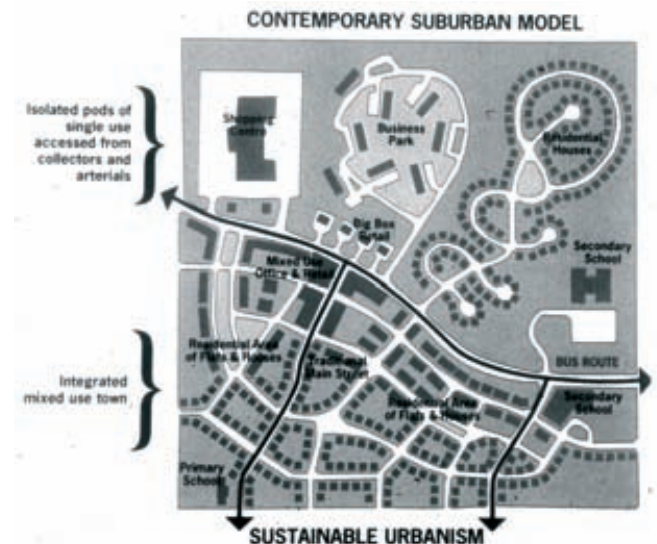 CONTEMPORARY SUBURBAN MODEL
Isolated pods of
single use
accessed from
collectors and
arterials
Shopping
Centre
Business
Park
Residential
Houses
Big Box
Retail
Secondary
School
Mixed Use
Office & Retail
BUS ROUTE
Residential Area
of Flats & Houses
Traditional
Main Street
Integrated
mixed use town
Residential Area
of Flats & Houses
Secondary
School
Primary
School
SUSTAINABLE URBANISM